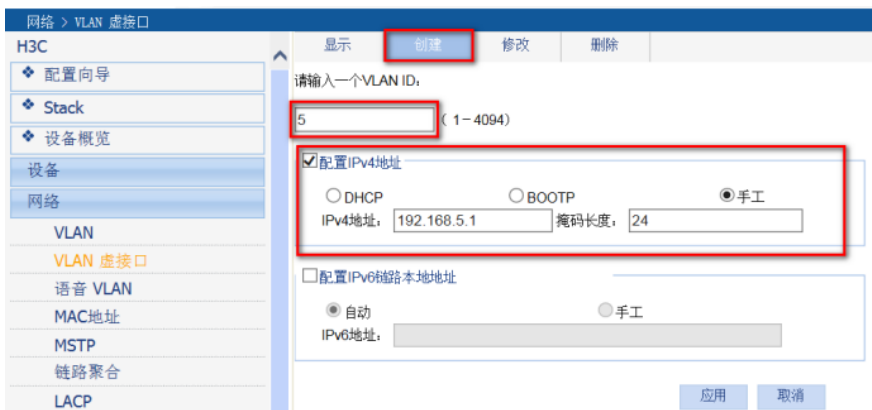 网络 > VLAN 虚接口
H3C
配置向导
Stack
设备概览
设备
网络
VLAN
VLAN 虚接口
语音 VLAN
MAC地址
MSTP
链路聚合
LACP
显示 创建 修改 删除
请输入一个VLAN ID:
5 ( 1-4094)
配置IPv4地址
DHCP BOOTP 手工
IPv4地址: 192.168.5.1 掩码长度: 24
配置IPv6链路本地地址
自动 手工
IPv6地址:
应用 取消